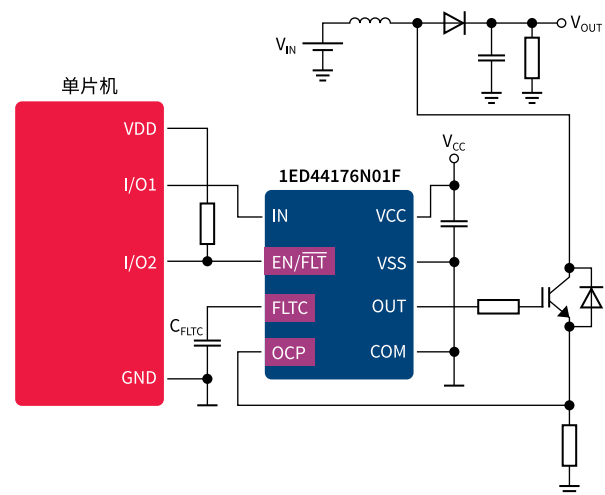 V_IN
V_OUT
单片机
VDD
I/O1
I/O2
GND
C_FLTC
1ED44176N01F
V_CC
IN
EN/FLT
FLTC
OCP
VCC
VSS
OUT
COM